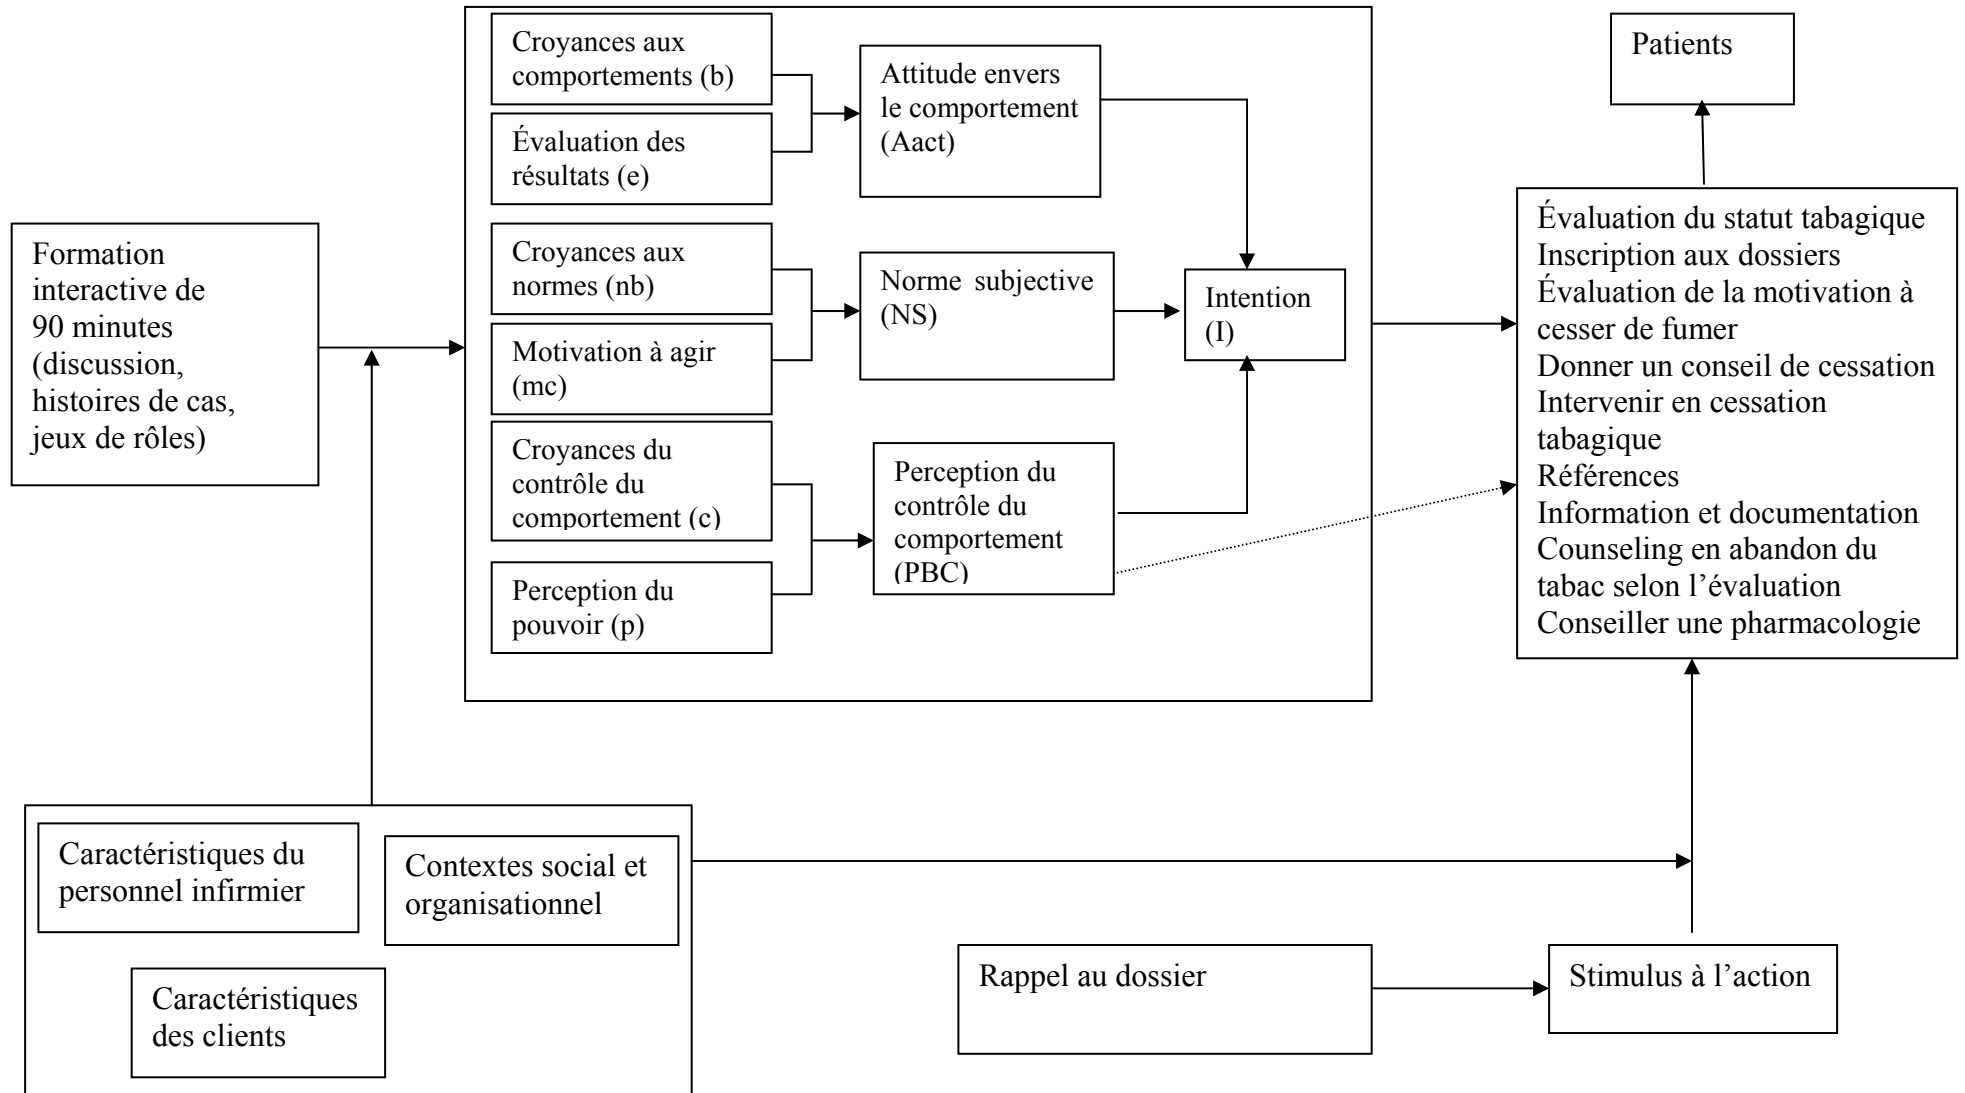 Croyances aux
comportements (b)
Évaluation des
résultats (e)
Croyances aux
normes (nb)
Motivation à agir
(mc)
Croyances du
contrôle du
comportement (c)
Perception du
pouvoir (p)
Attitude envers
le comportement
(Aact)
Norme subjective
(NS)
Perception du
contrôle du
comportement
(PBC)
Intention
(I)
Patients
Formation
interactive de
90 minutes
(discussion,
histoires de cas,
jeux de rôles)
Évaluation du statut tabagique
Inscription aux dossiers
Évaluation de la motivation à
cesser de fumer
Donner un conseil de cessation
Intervenir en cessation
tabagique
Références
Information et documentation
Counseling en abandon du
tabac selon l’évaluation
Conseiller une pharmacologie
Caractéristiques du
personnel infirmier
Contextes social et
organisationnel
Caractéristiques
des clients
Rappel au dossier
Stimulus à l’action